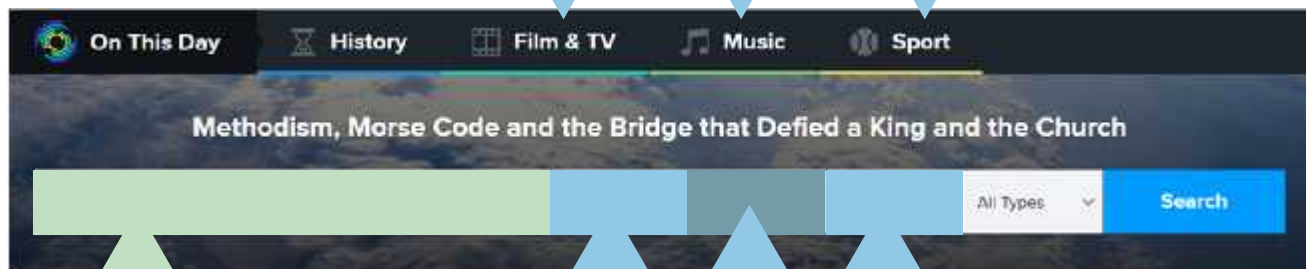 On This Day History Film & TV Music Sport
Methodism, Morse Code and the Bridge that Defied a King and the Church
All Types Search